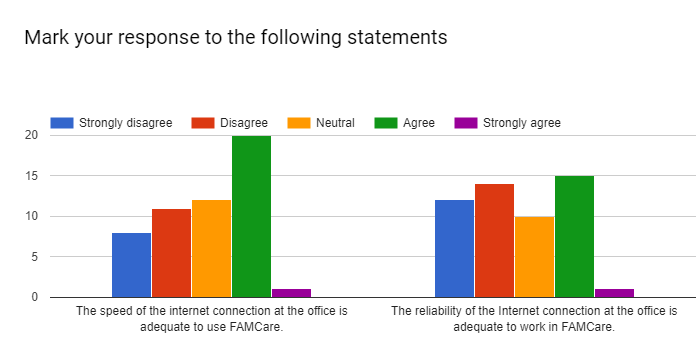 Mark your response to the following statements
Strongly disagree Disagree Neutral Agree Strongly agree
20
15
10
5
0
The speed of the internet connection at the office is
adequate to use FAMCare.
The reliability of the Internet connection at the office is
adequate to work in FAMCare.